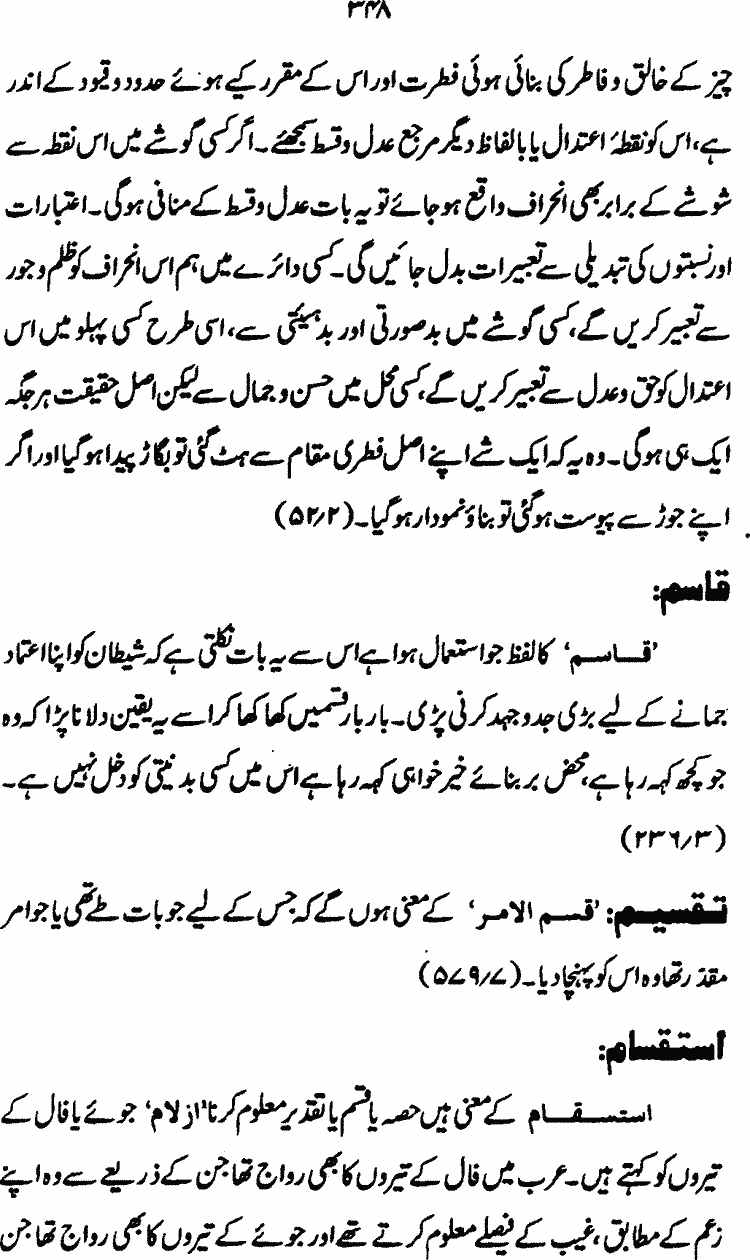 ۳۴۸
چیز کے خالق و فاطر کی بنائی ہوئی فطرت اور اس کے مقرر کیے ہوئے حدود و قیود کے اندر
ہے، اس کو نقطۂ اعتدال یا بالفاظ دیگر مرجع عدل و قسط سمجھئے۔ اگر کسی گوشے میں اس نقطہ سے
شوشے کے برابر بھی انحراف واقع ہو جائے تو یہ بات عدل و قسط کے منافی ہوگی۔ اعتبارات
اور نسبتوں کی تبدیلی سے تعبیرات بدل جائیں گی۔ کسی دائرے میں ہم اس انحراف کو ظلم و جور
سے تعبیر کریں گے، کسی گوشے میں بدصورتی اور بدہیئتی سے، اسی طرح کسی پہلو میں اس
اعتدال کو حق و عدل سے تعبیر کریں گے، کسی محل میں حسن و جمال سے لیکن اصل حقیقت ہر جگہ
ایک ہی ہوگی۔ وہ یہ کہ ایک شے اپنے اصل فطری مقام سے ہٹ گئی تو بگاڑ پیدا ہوگیا اور اگر
اپنے جوڑ سے پیوست ہوگئی تو بناؤ نمودار ہوگیا۔ (۵۲/۲)
قاسم:
’قاسم‘ کا لفظ جو استعمال ہوا ہے اس سے یہ بات نکلتی ہے کہ شیطان کو اپنا اعتماد
جمانے کے لیے بڑی جدوجہد کرنی پڑی۔ بار بار قسمیں کھا کھا کر اسے یہ یقین دلانا پڑا کہ وہ
جو کچھ کہہ رہا ہے، محض بر بنائے خیر خواہی کہہ رہا ہے اس میں کسی بدنیتی کو دخل نہیں ہے۔
(۲۳۶/۳)
تقسیم: ’قسم الامر‘ کے معنی ہوں گے کہ جس کے لیے جو بات طے تھی یا جو امر
مقدر تھا وہ اس کو پہنچا دیا۔ (۵۷۹/۷)
استقسام:
استقسام کے معنی ہیں حصہ یا قسم یا تقدیر معلوم کرنا ’ازلام‘ جوئے یا فال کے
تیروں کو کہتے ہیں۔ عرب میں فال کے تیروں کا بھی رواج تھا جن کے ذریعے سے وہ اپنے
زعم کے مطابق، غیب کے فیصلے معلوم کرتے تھے اور جوئے کے تیروں کا بھی رواج تھا جن